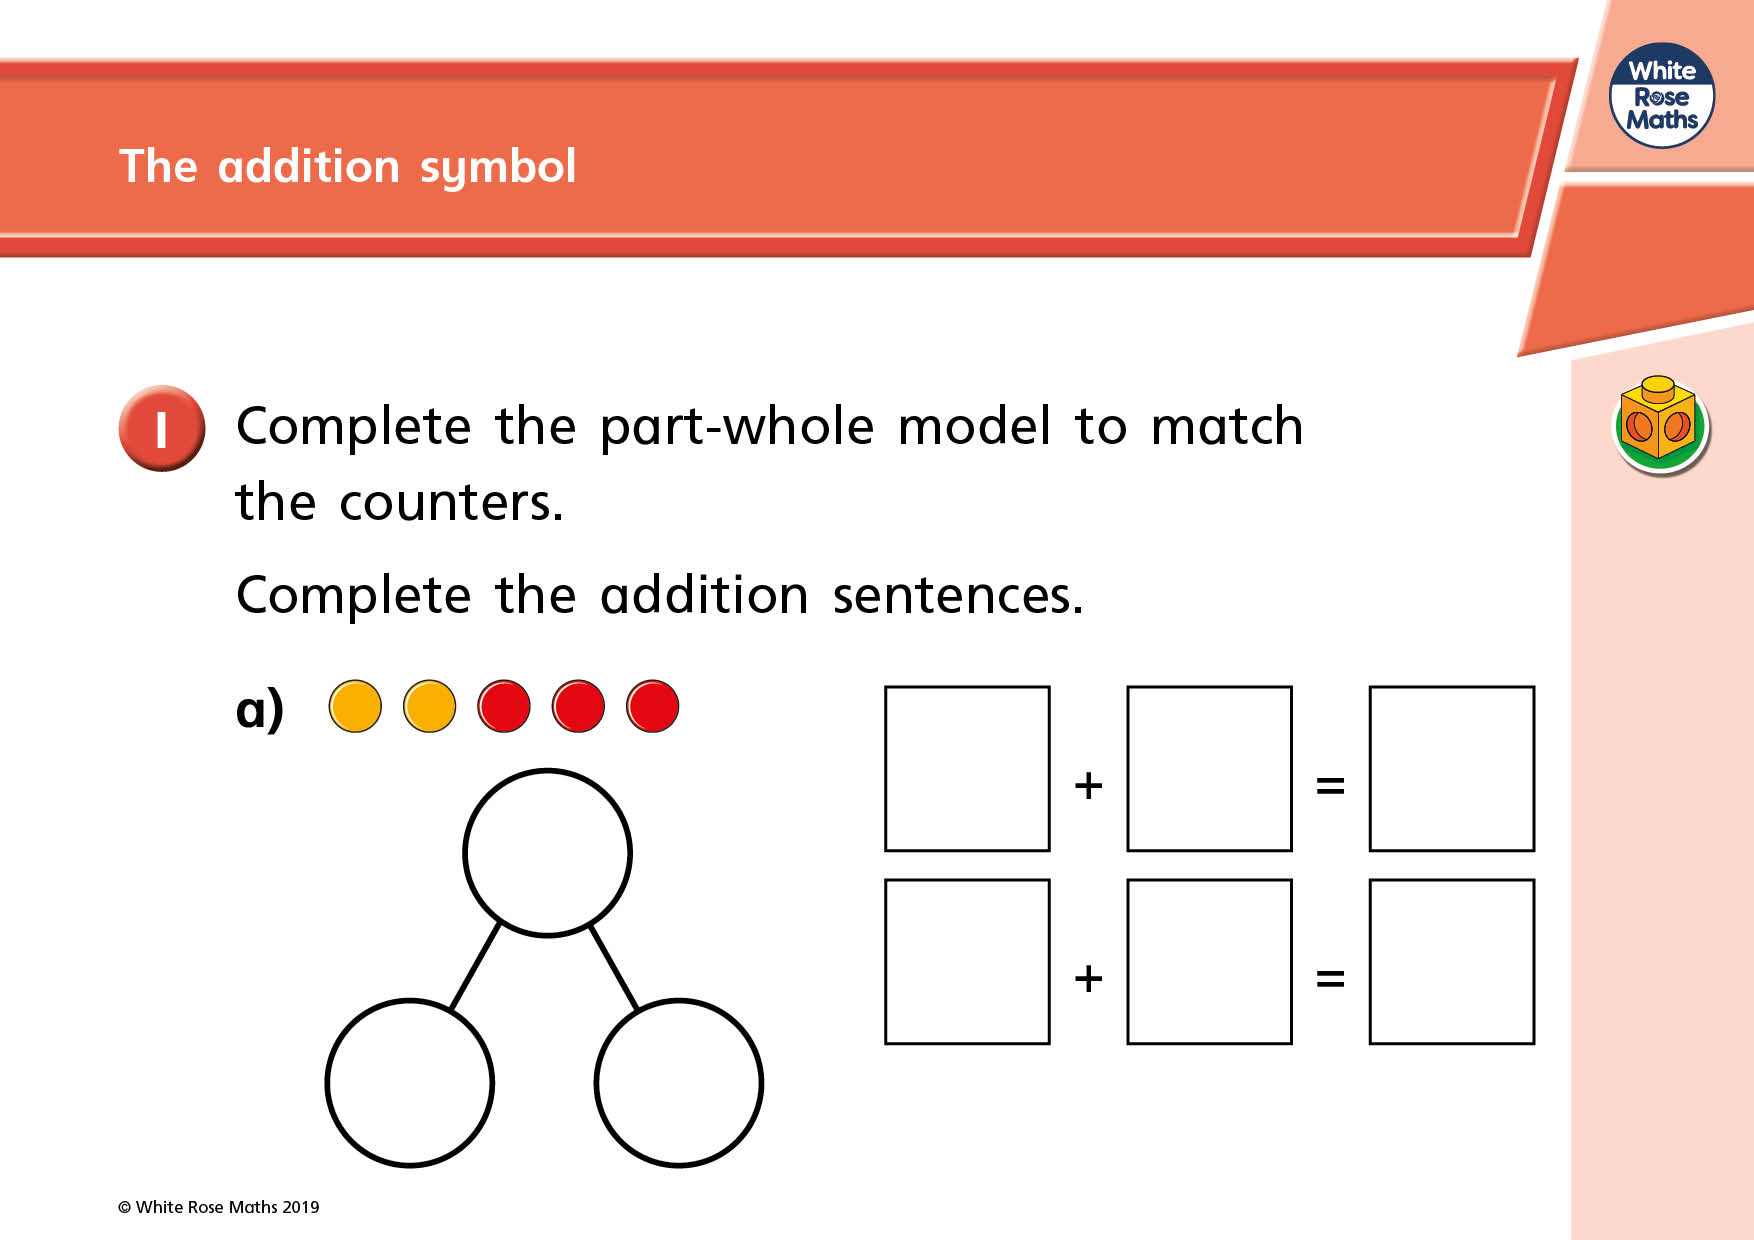 White
Rose
Maths
The addition symbol
1 Complete the part-whole model to match
the counters.
Complete the addition sentences.
a)
+ =
+ =
© White Rose Maths 2019